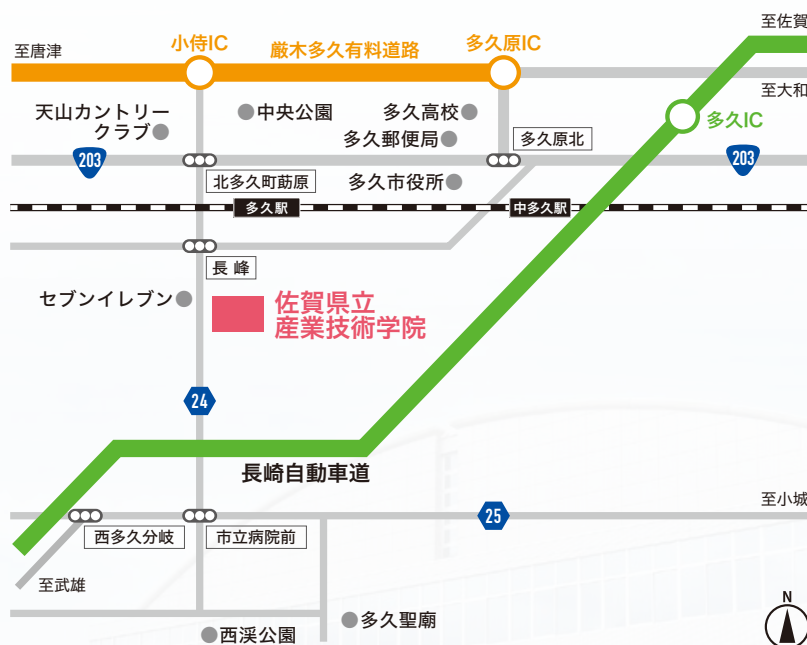 至佐賀
小侍IC
厳木多久有料道路
多久原IC
至唐津
至大和
天山カントリー
クラブ
中央公園
多久高校
多久IC
多久郵便局
多久原北
203
203
北多久町莇原
多久市役所
多久駅
中多久駅
長峰
セブンイレブン
佐賀県立
産業技術学院
24
長崎自動車道
至小城
25
西多久分岐
市立病院前
至武雄
N
多久聖廟
西渓公園